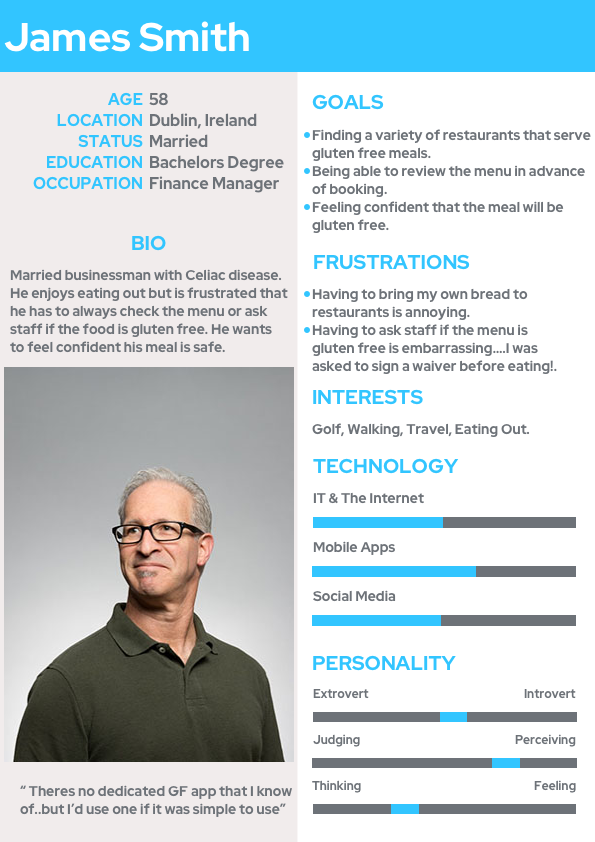 James Smith
AGE 58
LOCATION Dublin, Ireland
STATUS Married
EDUCATION Bachelors Degree
OCCUPATION Finance Manager
BIO
Married businessman with Celiac disease.
He enjoys eating out but is frustrated that
he has to always check the menu or ask
staff if the food is gluten free. He wants
to feel confident his meal is safe.
“ Theres no dedicated GF app that I know
of..but I’d use one if it was simple to use”
GOALS
Finding a variety of restaurants that serve
gluten free meals.
Being able to review the menu in advance
of booking.
Feeling confident that the meal will be
gluten free.
FRUSTRATIONS
Having to bring my own bread to
restaurants is annoying.
Having to ask staff if the menu is
gluten free is embarrassing....I was
asked to sign a waiver before eating!.
INTERESTS
Golf, Walking, Travel, Eating Out.
TECHNOLOGY
IT & The Internet
Mobile Apps
Social Media
PERSONALITY
Extrovert Introvert
Judging Perceiving
Thinking Feeling